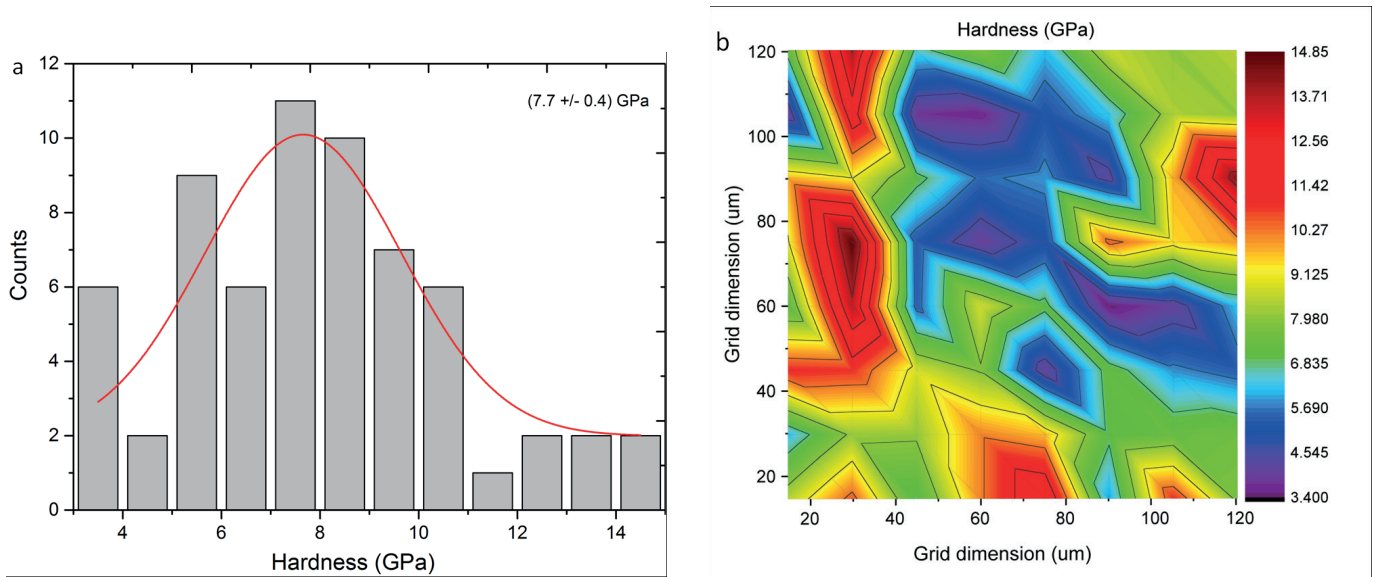 a
(7.7 +/- 0.4) GPa
12
10
8
6
4
2
0
Counts
4 6 8 10 12 14
Hardness (GPa)
b
Hardness (GPa)
120
100
80
60
40
20
Grid dimension (um)
20 40 60 80 100 120
Grid dimension (um)
14.85
13.71
12.56
11.42
10.27
9.125
7.980
6.835
5.690
4.545
3.400